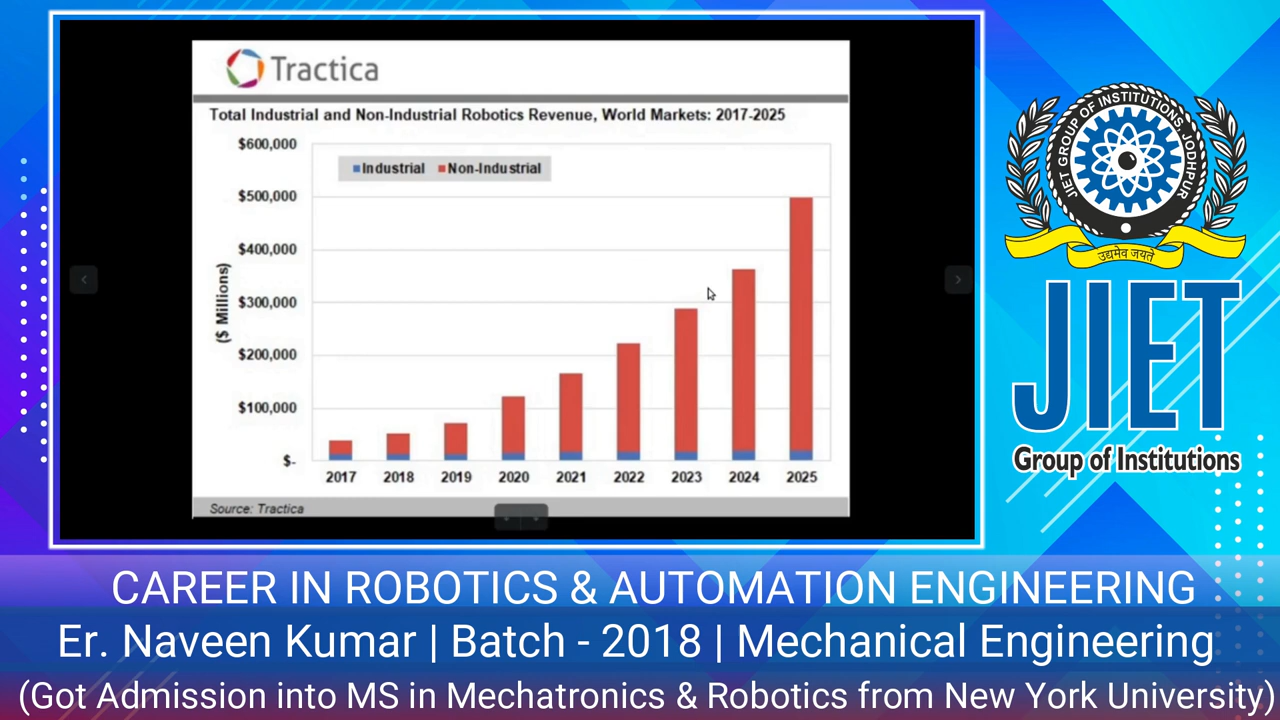 Tractica
Total Industrial and Non-Industrial Robotics Revenue, World Markets: 2017-2025
$600,000
Industrial Non-Industrial
$500,000
$400,000
$300,000
$200,000
$100,000
$-
($ Millions)
2017 2018 2019 2020 2021 2022 2023 2024 2025
Source: Tractica
JIET GROUP OF INSTITUTIONS, JODHPUR
उद्यमेव जयते
JIET
Group of Institutions
CAREER IN ROBOTICS & AUTOMATION ENGINEERING
Er. Naveen Kumar | Batch - 2018 | Mechanical Engineering
(Got Admission into MS in Mechatronics & Robotics from New York University)